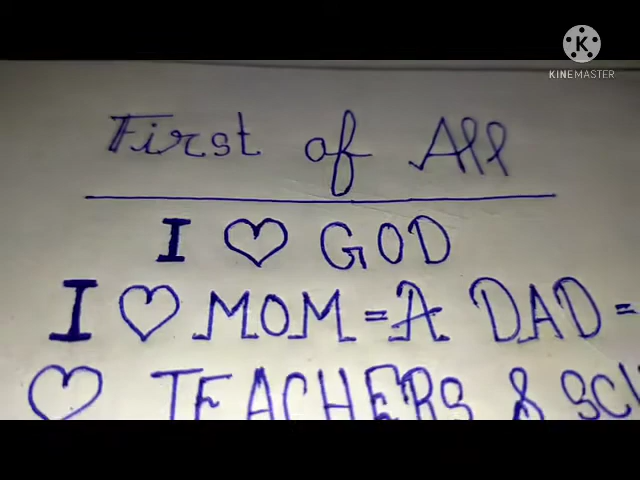 KINEMASTER
First of All
I ♡ GOD
I ♡ MOM = A DAD =
♡ TEACHERS &